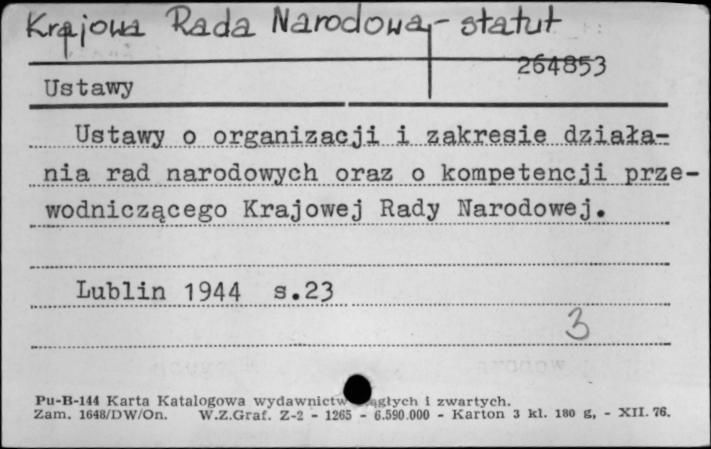 Krajowa Rada Narodowa - statut
264853
Ustawy
Ustawy o organizacji i zakresie działa-
nia rad narodowych oraz o kompetencji prze-
wodniczącego Krajowej Rady Narodowej.
Lublin 1944 s.23
3
Pu-B-144 Karta Katalogowa wydawnictw ągłych i zwartych.
Zam. 1648/DW/On. W.Z.Graf. Z-2 - 1265 - 6.590.000 - Karton 3 kl. 180 g, - XII. 76.